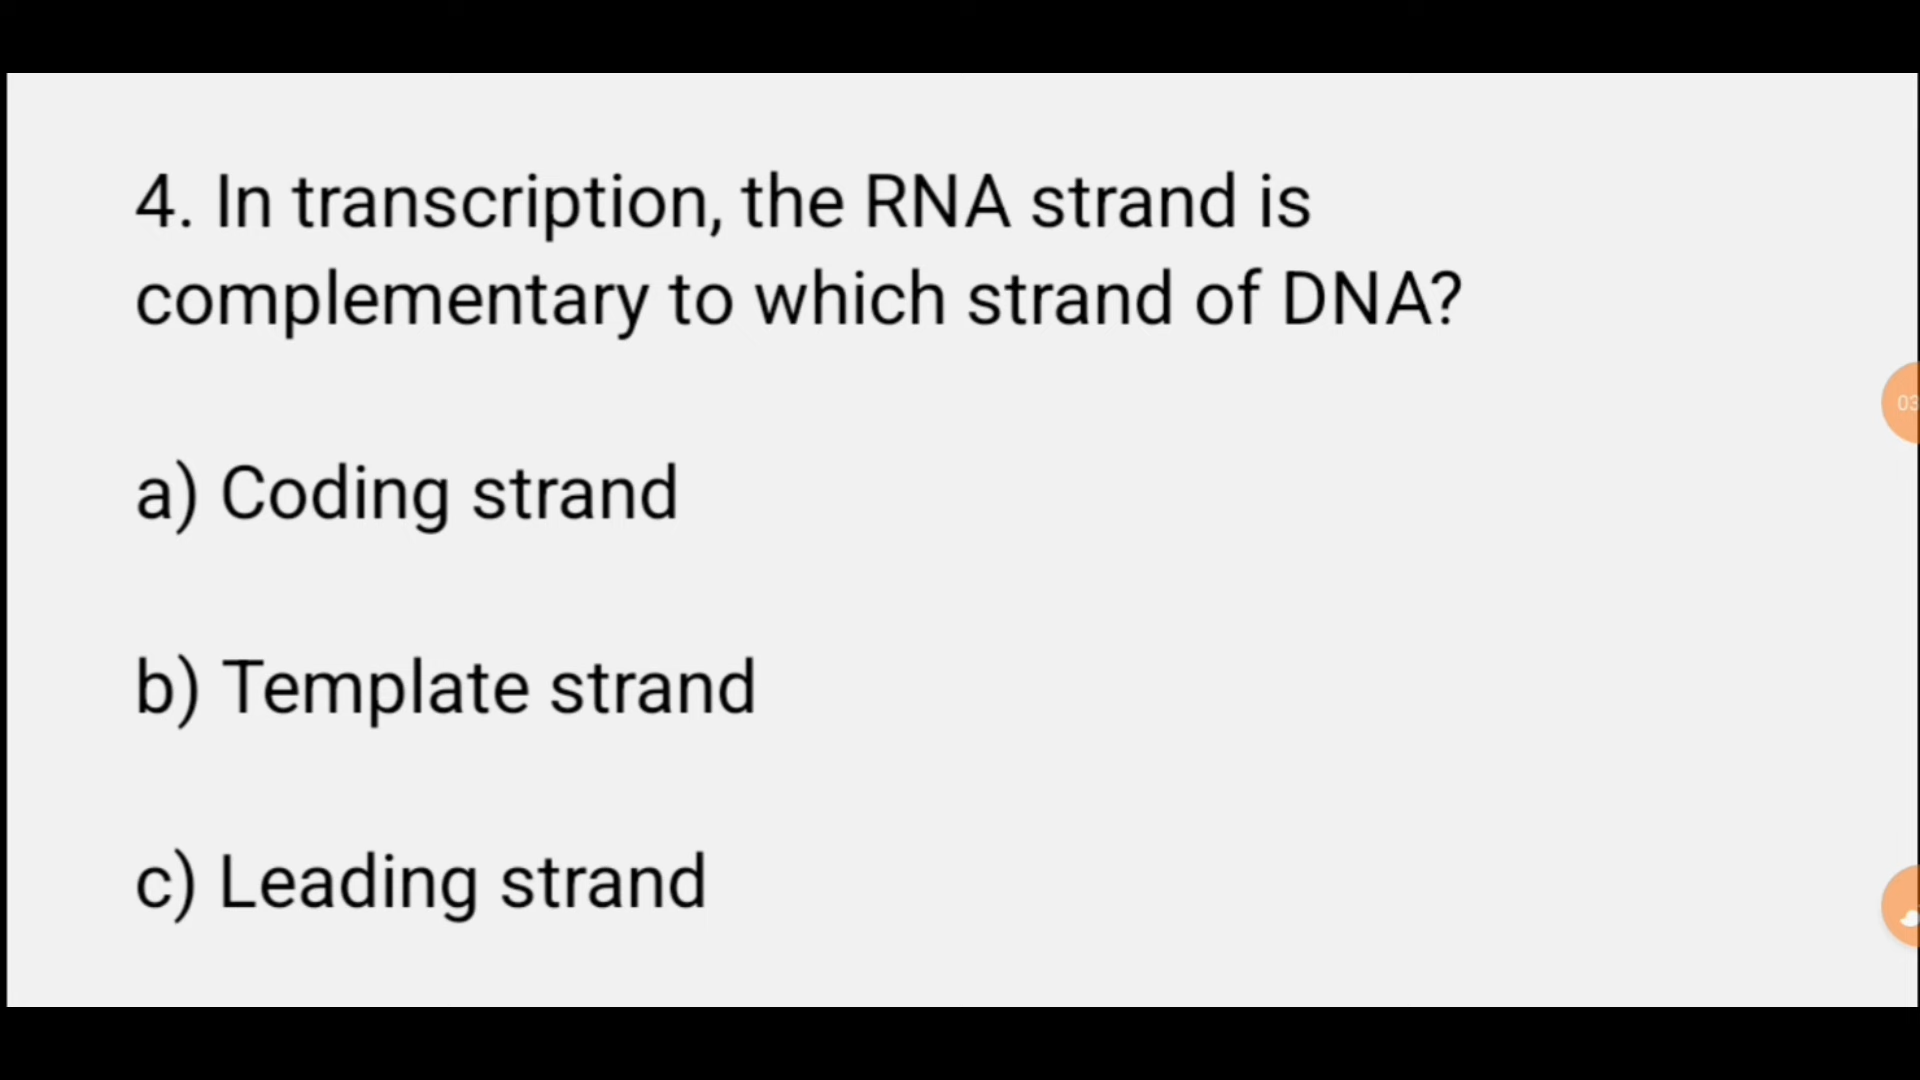 4. In transcription, the RNA strand is
complementary to which strand of DNA?
03
a) Coding strand
b) Template strand
c) Leading strand